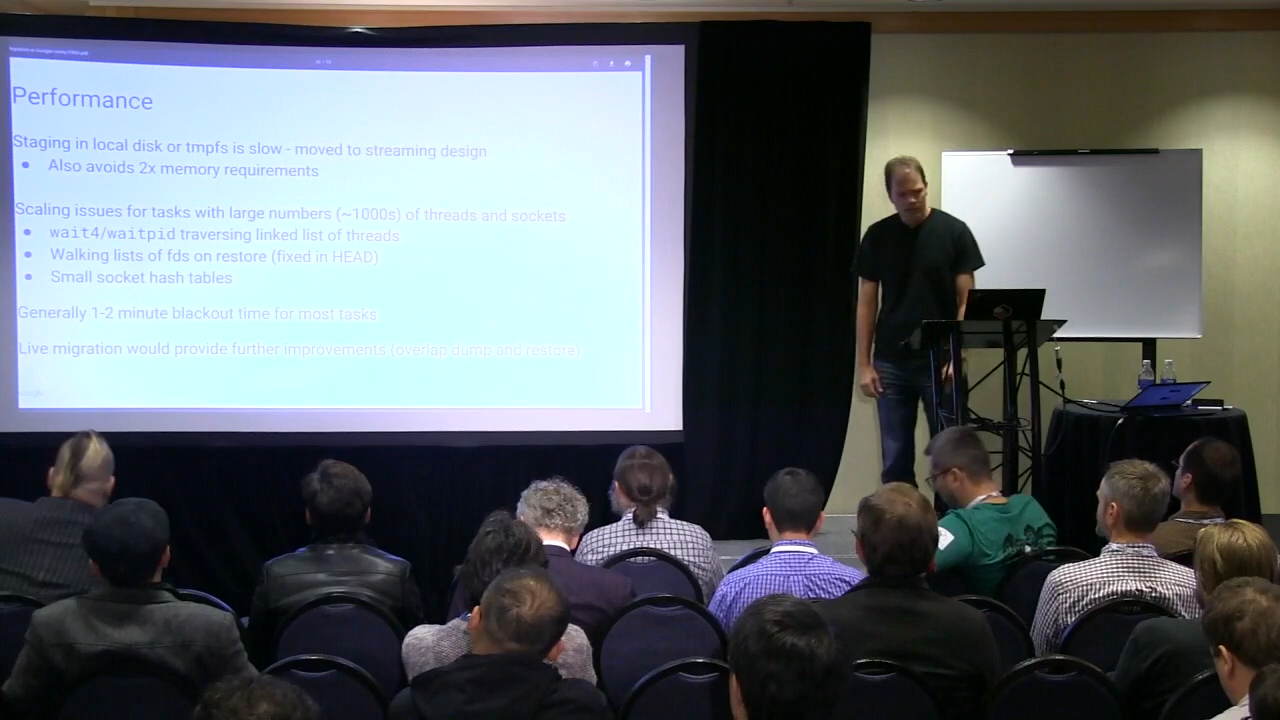 Performance
Staging in local disk or tmpfs is slow - moved to streaming design
● Also avoids 2x memory requirements
Scaling issues for tasks with large numbers (~1000s) of threads and sockets
● wait4/waitpid traversing linked list of threads
● Walking lists of fds on restore (fixed in HEAD)
● Small socket hash tables
Generally 1-2 minute blackout time for most tasks
Live migration would provide further improvements (overlap dump and restore)
Google